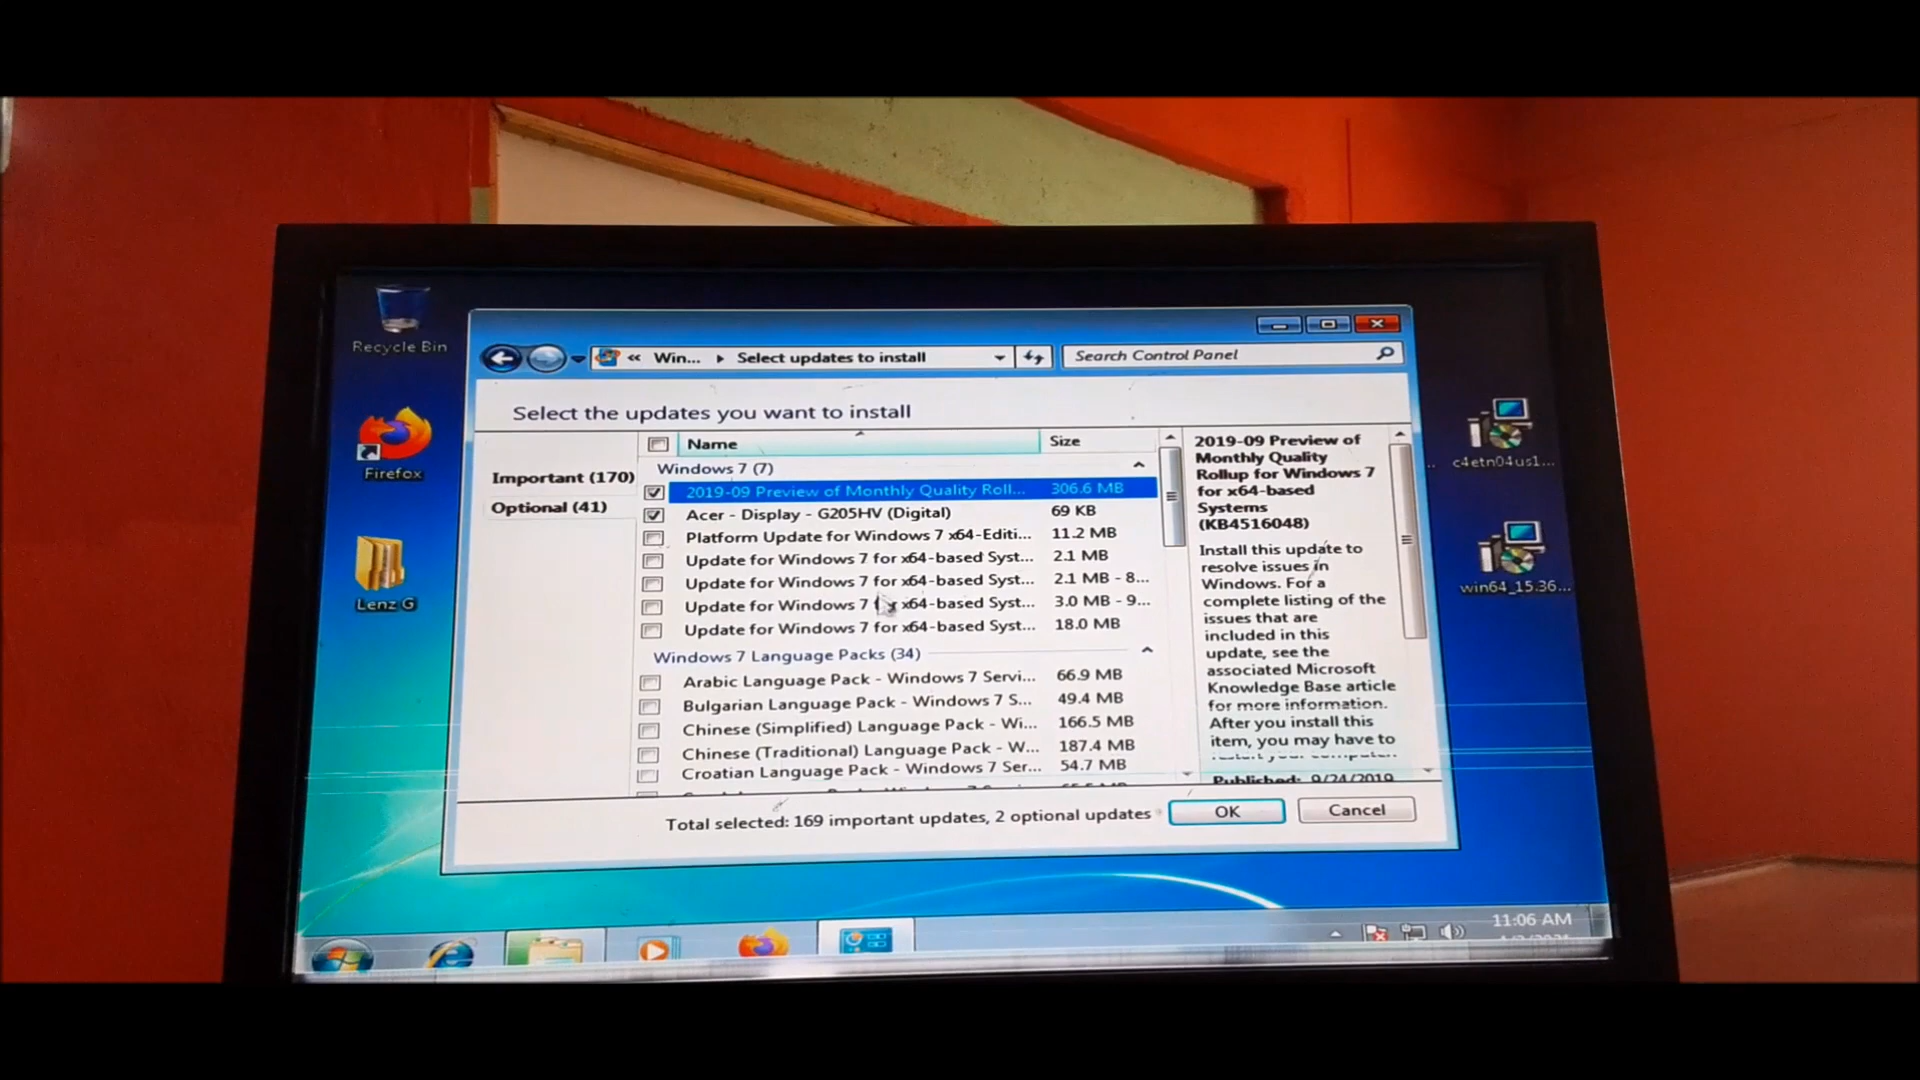 Recycle Bin
Firefox
Lenz G
Win...
Select updates to install
Search Control Panel
Select the updates you want to install
Important (170)
Optional (41)
Name
Size
Windows 7 (7)
2019-09 Preview of Monthly Quality Roll... 306.6 MB
Acer - Display - G205HV (Digital) 69 KB
Platform Update for Windows 7 x64-Editi... 11.2 MB
Update for Windows 7 for x64-based Syst... 2.1 MB
Update for Windows 7 for x64-based Syst... 2.1 MB - 8...
Update for Windows 7 for x64-based Syst... 3.0 MB - 9...
Update for Windows 7 for x64-based Syst... 18.0 MB
Windows 7 Language Packs (34)
Arabic Language Pack - Windows 7 Servi... 66.9 MB
Bulgarian Language Pack - Windows 7 S... 49.4 MB
Chinese (Simplified) Language Pack - Wi... 166.5 MB
Chinese (Traditional) Language Pack - W... 187.4 MB
Croatian Language Pack - Windows 7 Ser... 54.7 MB
2019-09 Preview of
Monthly Quality
Rollup for Windows 7
for x64-based
Systems
(KB4516048)
Install this update to
resolve issues in
Windows. For a
complete listing of the
issues that are
included in this
update, see the
associated Microsoft
Knowledge Base article
for more information.
After you install this
item, you may have to
restart your computer.
Published: 9/24/2019
Total selected: 169 important updates, 2 optional updates
OK
Cancel
c4etn04us1...
win64_15.36...
11:06 AM